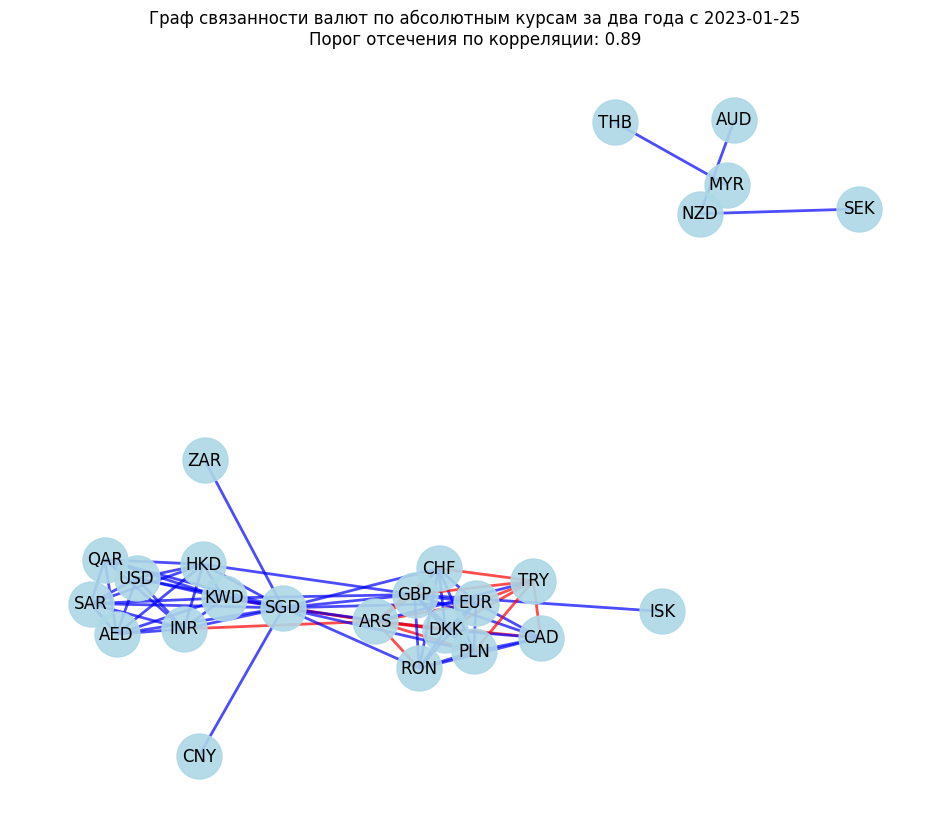 Граф связанности валют по абсолютным курсам за два года с 2023-01-25
Порог отсечения по корреляции: 0.89
THB
AUD
MYR
NZD
SEK
ZAR
QAR
HKD
USD
CHF
TRY
KWD
GBP
EUR
SAR
SGD
ISK
ARS
INR
AED
DKK
CAD
PLN
RON
CNY